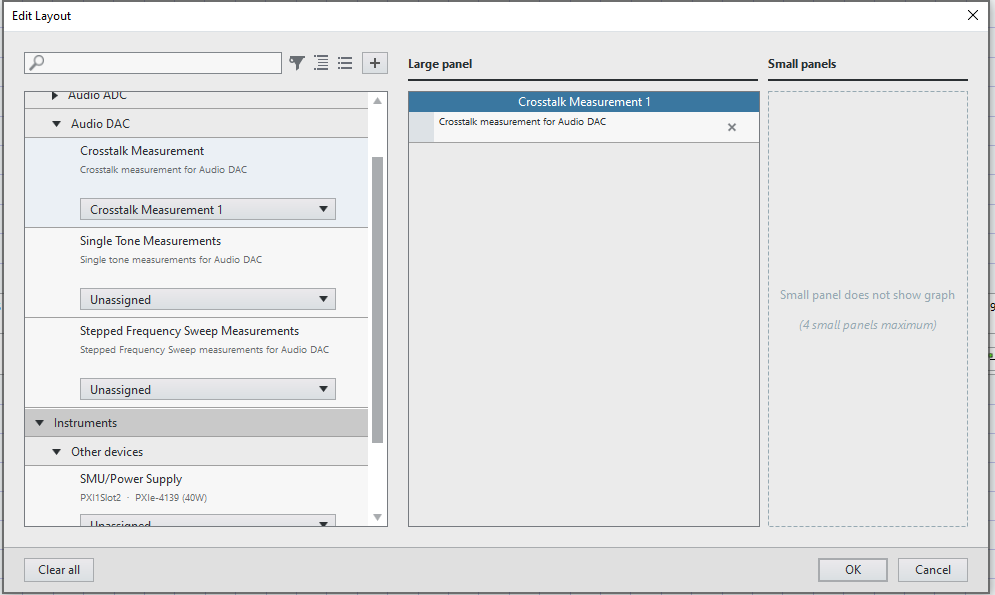 Edit Layout
Large panel
Small panels
Audio ADC
Audio DAC
Crosstalk Measurement
Crosstalk measurement for Audio DAC
Crosstalk Measurement 1
Single Tone Measurements
Single tone measurements for Audio DAC
Unassigned
Stepped Frequency Sweep Measurements
Stepped Frequency Sweep measurements for Audio DAC
Unassigned
Instruments
Other devices
SMU/Power Supply
PXI1Slot2 · PXIe-4139 (40W)
Unassigned
Crosstalk Measurement 1
Crosstalk measurement for Audio DAC
Small panel does not show graph
(4 small panels maximum)
Clear all
OK
Cancel